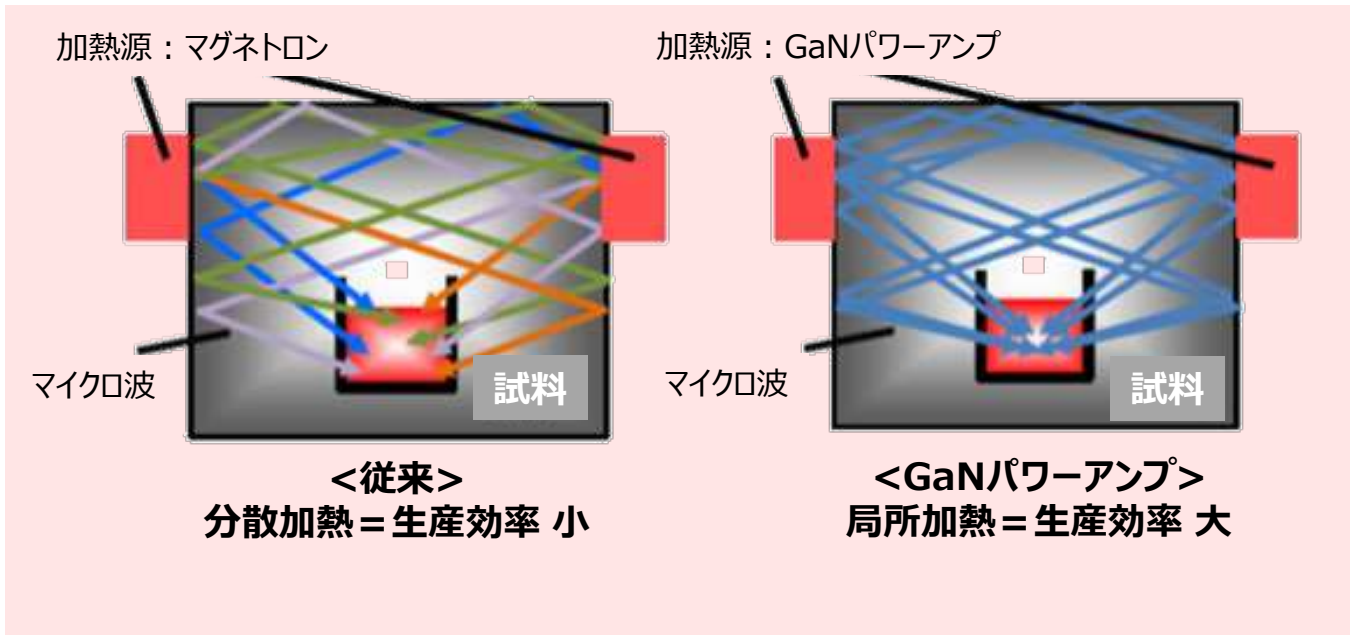 加熱源：マグネトロン
マイクロ波
試料
<従来>
分散加熱＝生産効率 小
加熱源：GaNパワーアンプ
マイクロ波
試料
<GaNパワーアンプ>
局所加熱＝生産効率 大